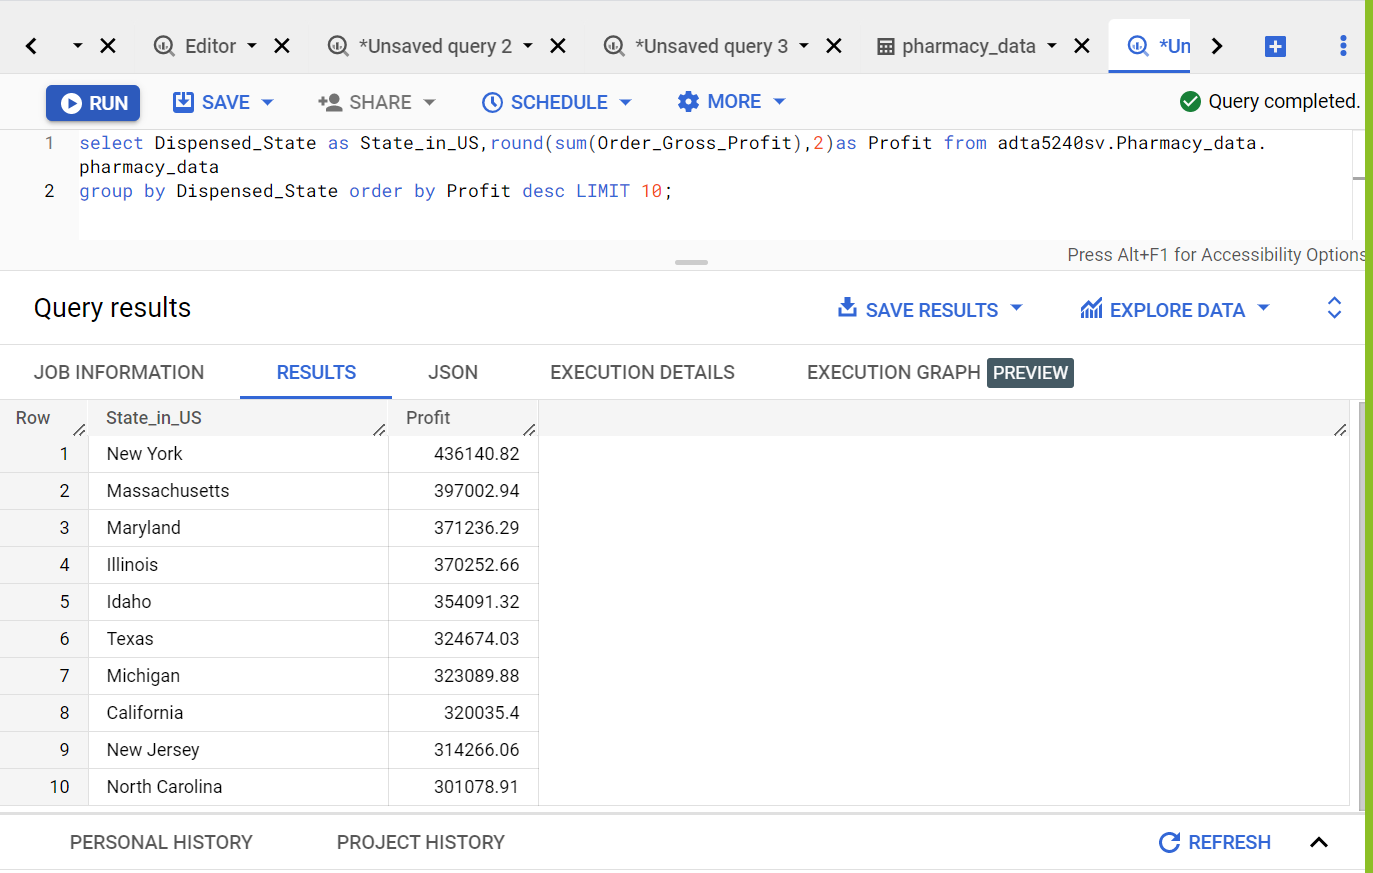 Editor *Unsaved query 2 *Unsaved query 3 pharmacy_data *Un
RUN SAVE SHARE SCHEDULE MORE Query completed.
1 select Dispensed_State as State_in_US,round(sum(Order_Gross_Profit),2)as Profit from adta5240sv.Pharmacy_data.
pharmacy_data
2 group by Dispensed_State order by Profit desc LIMIT 10;
Press Alt+F1 for Accessibility Options
Query results SAVE RESULTS EXPLORE DATA
JOB INFORMATION RESULTS JSON EXECUTION DETAILS EXECUTION GRAPH PREVIEW
Row State_in_US Profit
1 New York 436140.82
2 Massachusetts 397002.94
3 Maryland 371236.29
4 Illinois 370252.66
5 Idaho 354091.32
6 Texas 324674.03
7 Michigan 323089.88
8 California 320035.4
9 New Jersey 314266.06
10 North Carolina 301078.91
PERSONAL HISTORY PROJECT HISTORY REFRESH